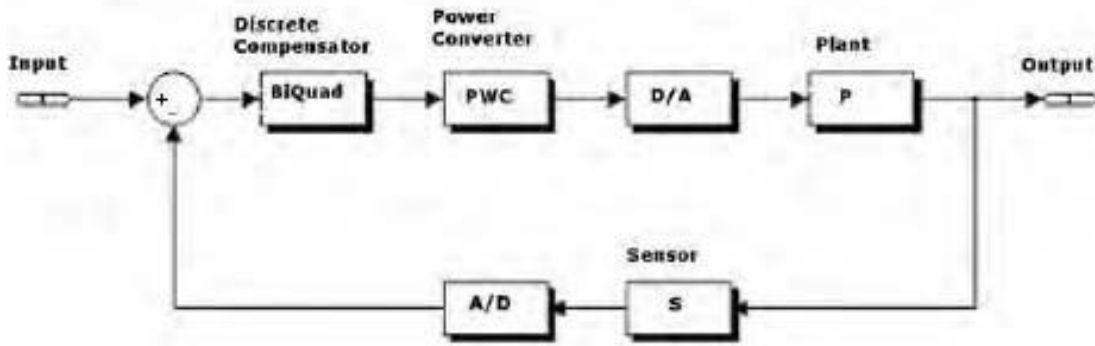 Discrete
Compensator
Power
Converter
Plant
Input
Output
+
-
BiQuad
PWC
D/A
P
Sensor
A/D
S